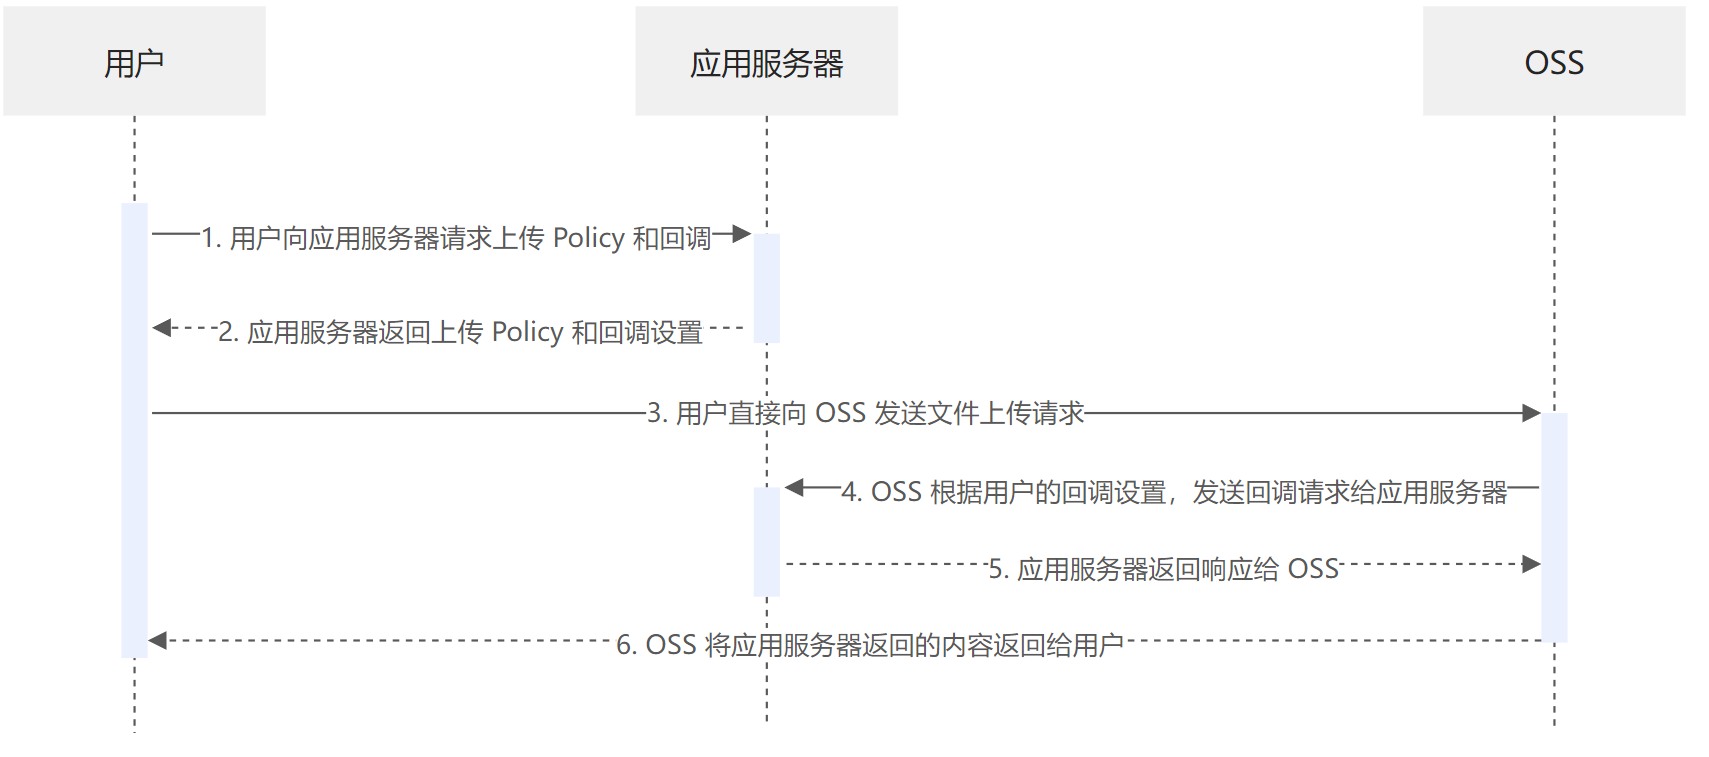 用户
应用服务器
OSS
1. 用户向应用服务器请求上传 Policy 和回调
2. 应用服务器返回上传 Policy 和回调设置
3. 用户直接向 OSS 发送文件上传请求
4. OSS 根据用户的回调设置，发送回调请求给应用服务器
5. 应用服务器返回响应给 OSS
6. OSS 将应用服务器返回的内容返回给用户